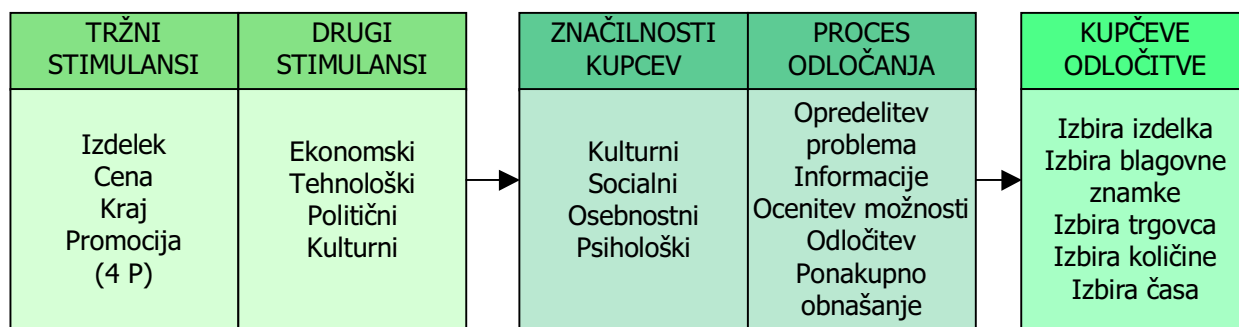 TRŽNI
STIMULANSI
Izdelek
Cena
Kraj
Promocija
(4 P)
DRUGI
STIMULANSI
Ekonomski
Tehnološki
Politični
Kulturni
ZNAČILNOSTI
KUPCEV
Kulturni
Socialni
Osebnostni
Psihološki
PROCES
ODLOČANJA
Opredelitev
problema
Informacije
Ocenitev možnosti
Odločitev
Ponakupno
obnašanje
KUPČEVE
ODLOČITVE
Izbira izdelka
Izbira blagovne
znamke
Izbira trgovca
Izbira količine
Izbira časa